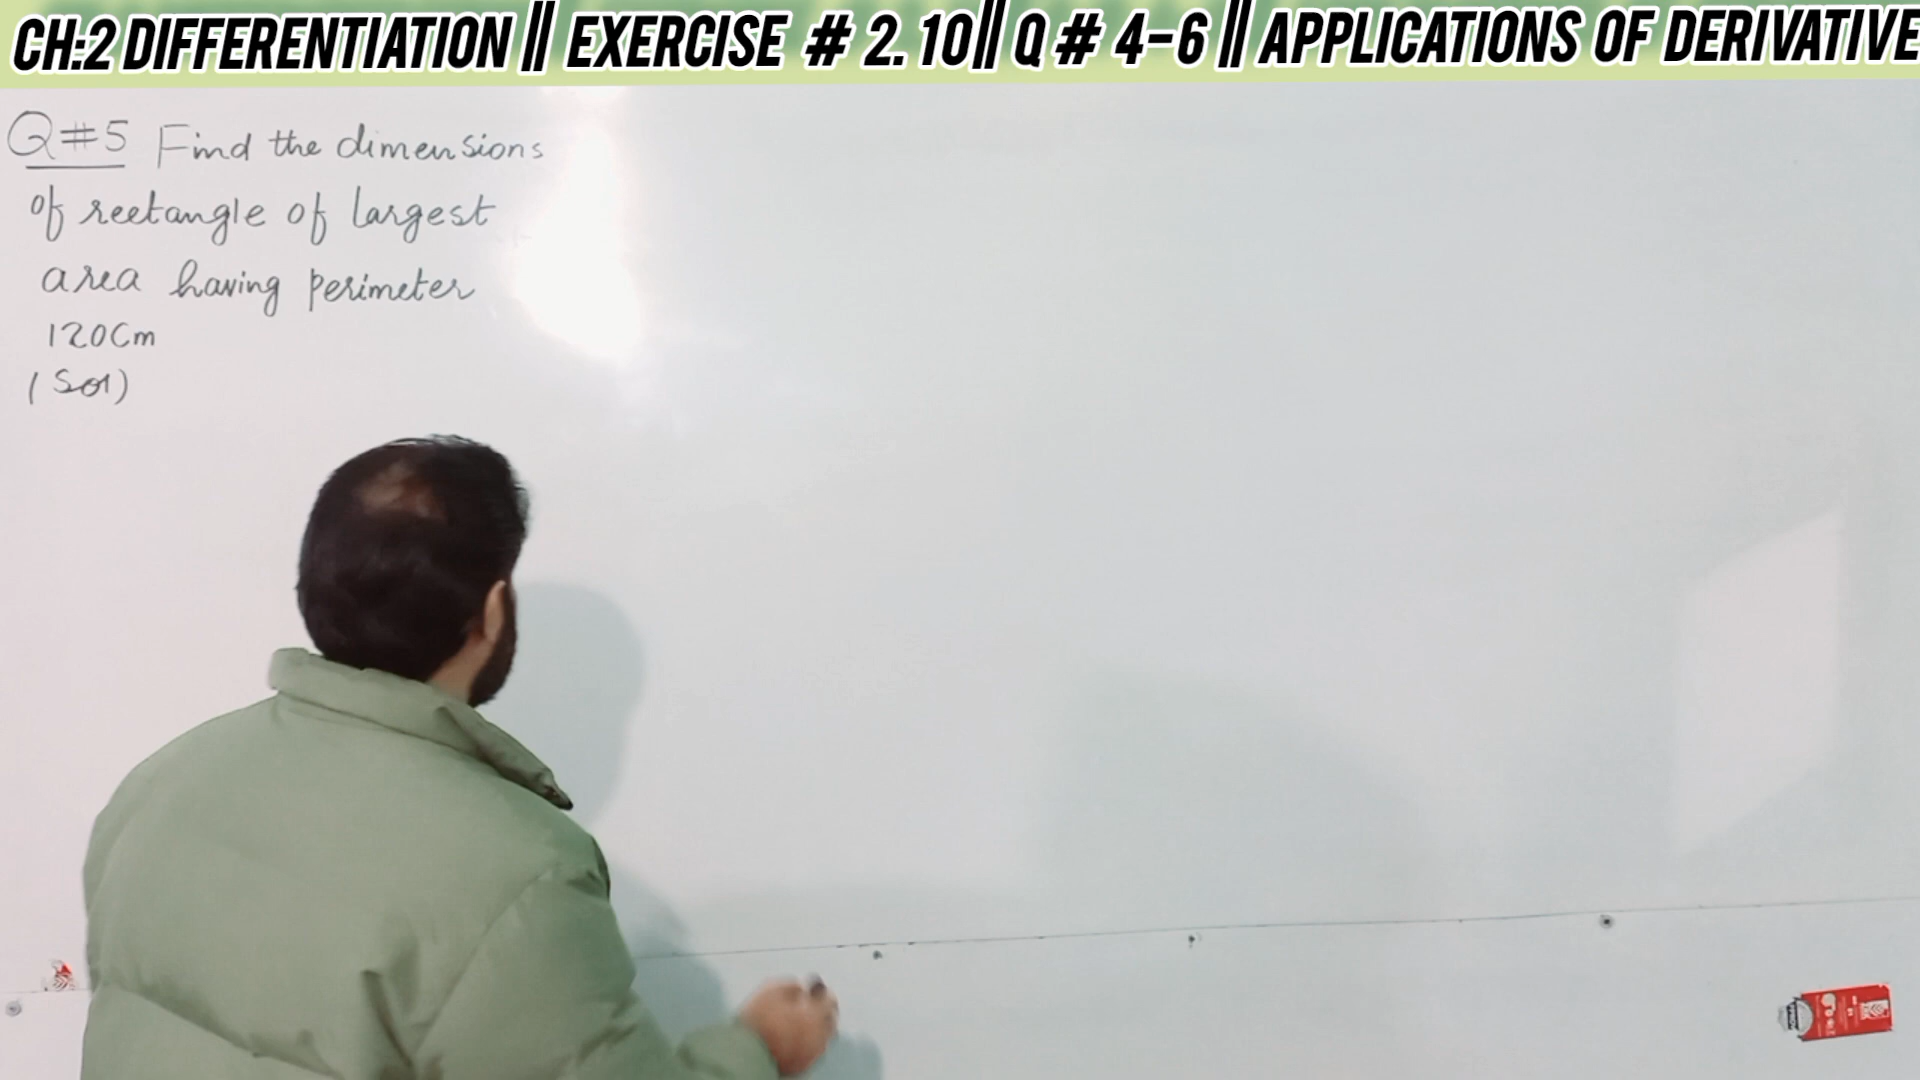 CH:2 DIFFERENTIATION || EXERCISE # 2.10 || Q # 4-6 || APPLICATIONS OF DERIVATIVE
Q#5 Find the dimensions
of rectangle of largest
area having perimeter
120Cm
(Sol)